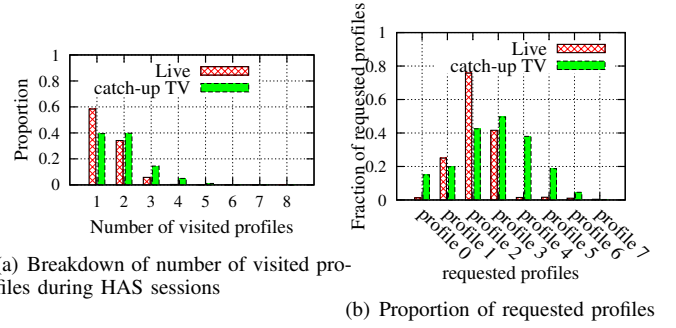 1
0.8
0.6
0.4
0.2
0
Proportion
Live
catch-up TV
1 2 3 4 5 6 7 8
Number of visited profiles
(a) Breakdown of number of visited pro-
files during HAS sessions
1
0.8
0.6
0.4
0.2
0
Fraction of requested profiles
Live
catch-up TV
profile 0
profile 1
profile 2
profile 3
profile 4
profile 5
profile 6
profile 7
requested profiles
(b) Proportion of requested profiles